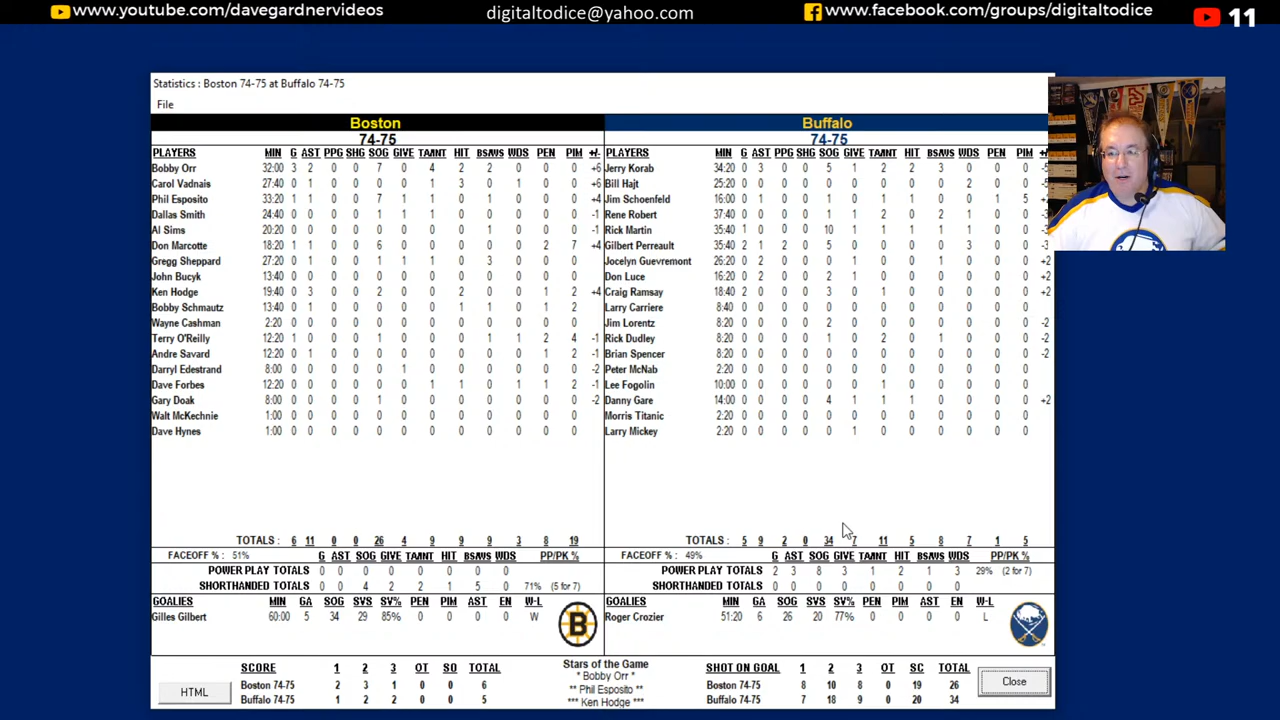 www.youtube.com/davegardnervideos digitaltodice@yahoo.com www.facebook.com/groups/digitaltodice 11
Statistics : Boston 74-75 at Buffalo 74-75
File
Boston
74-75
PLAYERS MIN G AST PPG SHG SOG GIVE TA/INT HIT BS/WS WDS PEN PIM +/-
Bobby Orr 32:00 3 2 0 0 7 1 4 2 2 0 0 0 +6
Carol Vadnais 27:40 0 1 0 0 0 0 1 3 0 1 0 0 +6
Phil Esposito 33:20 1 1 0 0 7 1 1 0 0 0 0 0 +4
Dallas Smith 24:40 0 0 0 0 1 1 1 0 0 0 0 0 -1
Al Sims 20:20 0 0 0 0 0 0 0 0 1 0 0 0 -1
Don Marcotte 18:20 1 1 0 0 6 0 0 0 0 0 2 7 +4
Gregg Sheppard 27:20 0 1 0 0 1 1 0 0 3 0 0 0
John Bucyk 13:40 0 0 0 0 0 0 0 0 0 0 0 0
Ken Hodge 19:40 0 3 0 0 2 0 0 2 0 0 1 2 +4
Bobby Schmautz 13:40 0 1 0 0 0 0 0 1 1 0 1 2
Wayne Cashman 2:20 0 0 0 0 0 0 0 0 0 0 0 0
Terry O'Reilly 12:20 1 0 0 0 1 0 0 0 1 1 2 4 -1
Andre Savard 12:20 0 1 0 0 0 0 0 0 0 0 1 2 -1
Darryl Edestrand 8:00 0 0 0 0 0 1 0 0 0 0 0 0 -2
Dave Forbes 12:20 0 0 0 0 0 0 1 1 0 1 1 2 -1
Gary Doak 8:00 0 0 0 0 1 0 0 0 0 0 0 0 -2
Walt McKechnie 1:00 0 0 0 0 0 0 0 0 0 0 0 0
Dave Hynes 1:00 0 0 0 0 0 0 0 0 0 0 0 0
TOTALS : 6 11 0 0 26 4 9 9 9 3 8 19
FACEOFF % : 51% G AST SOG GIVE TA/INT HIT BS/WS WDS PP/PK %
POWER PLAY TOTALS 0 0 0 0 0 0 0 0
SHORTHANDED TOTALS 0 0 4 2 2 1 5 0 71% (5 for 7)
GOALIES MIN GA SOG SVS SV% PEN PIM AST EN W-L
Gilles Gilbert 60:00 5 34 29 85% 0 0 0 0 W
B
Buffalo
74-75
PLAYERS MIN G AST PPG SHG SOG GIVE TA/INT HIT BS/WS WDS PEN PIM +/-
Jerry Korab 34:20 0 3 0 0 5 1 2 2 3 0 0 0
Bill Hajt 25:20 0 0 0 0 0 0 0 0 0 2 0 0
Jim Schoenfeld 16:00 0 1 0 0 1 1 1 0 0 0 1 5
Rene Robert 37:40 0 0 0 0 1 1 2 0 2 1 0 0
Rick Martin 35:40 1 0 0 0 10 1 1 1 1 1 0 0
Gilbert Perreault 35:40 2 1 2 0 5 0 0 0 0 3 0 0
Jocelyn Guevremont 26:20 0 2 0 0 0 1 0 0 1 0 0 0 +2
Don Luce 16:20 0 2 0 0 2 0 1 0 0 0 0 0 +2
Craig Ramsay 18:40 2 0 0 0 3 0 1 0 0 0 0 0 +2
Larry Carriere 8:40 0 0 0 0 0 0 0 0 0 0 0 0
Jim Lorentz 8:20 0 0 0 0 2 0 0 0 0 0 0 0 -2
Rick Dudley 8:20 0 0 0 0 1 0 2 0 1 0 0 0 -2
Brian Spencer 8:20 0 0 0 0 0 0 0 0 0 0 0 0 -2
Peter McNab 2:20 0 0 0 0 0 0 0 0 0 0 0 0
Lee Fogolin 10:00 0 0 0 0 0 0 1 0 0 0 0 0
Danny Gare 14:00 0 0 0 0 4 1 1 1 0 0 0 0 +2
Morris Titanic 2:20 0 0 0 0 0 0 0 0 0 0 0 0
Larry Mickey 2:20 0 0 0 0 0 1 0 0 0 0 0 0
TOTALS : 5 9 2 0 34 7 11 5 8 7 1 5
FACEOFF % : 49% G AST SOG GIVE TA/INT HIT BS/WS WDS PP/PK %
POWER PLAY TOTALS 2 3 8 3 1 2 1 3 29% (2 for 7)
SHORTHANDED TOTALS 0 0 0 0 0 0 0 0
GOALIES MIN GA SOG SVS SV% PEN PIM AST EN W-L
Roger Crozier 51:20 6 26 20 77% 0 0 0 0 L
SCORE 1 2 3 OT SO TOTAL
Boston 74-75 2 3 1 0 0 6
Buffalo 74-75 1 2 2 0 0 5
HTML
Stars of the Game
* Bobby Orr *
** Phil Esposito **
*** Ken Hodge ***
SHOT ON GOAL 1 2 3 OT SC TOTAL
Boston 74-75 8 10 8 0 19 26
Buffalo 74-75 7 18 9 0 20 34
Close